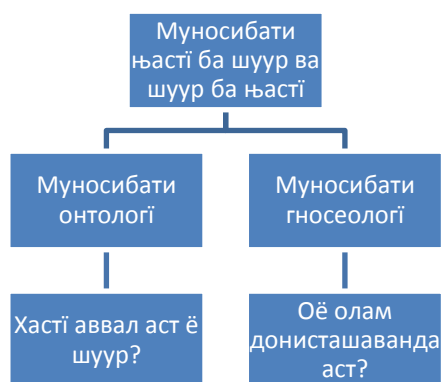 Муносибати
њастї ба шуур ва
шуур ба њастї
Муносибати
онтологї
Муносибати
гносеологї
Хастї аввал аст ё
шуур?
Оё олам
донисташаванда
аст?